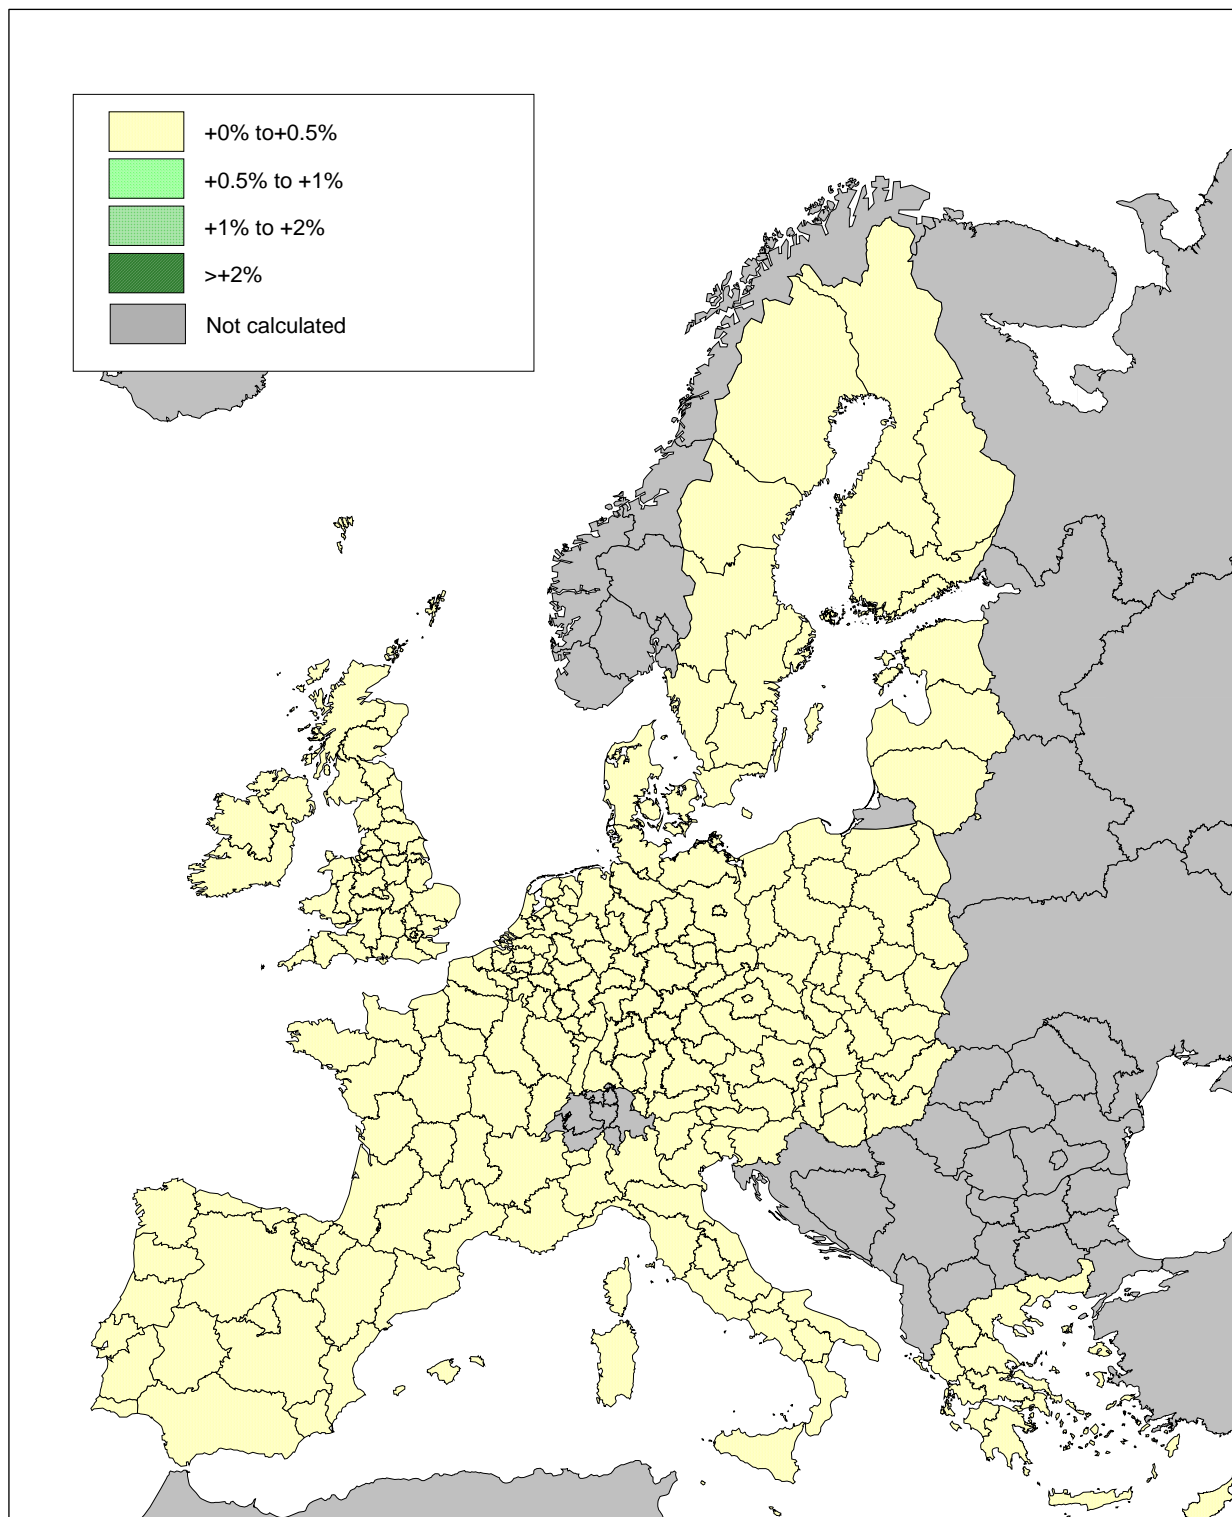 +0% to+0.5%
+0.5% to +1%
+1% to +2%
>+2%
Not calculated